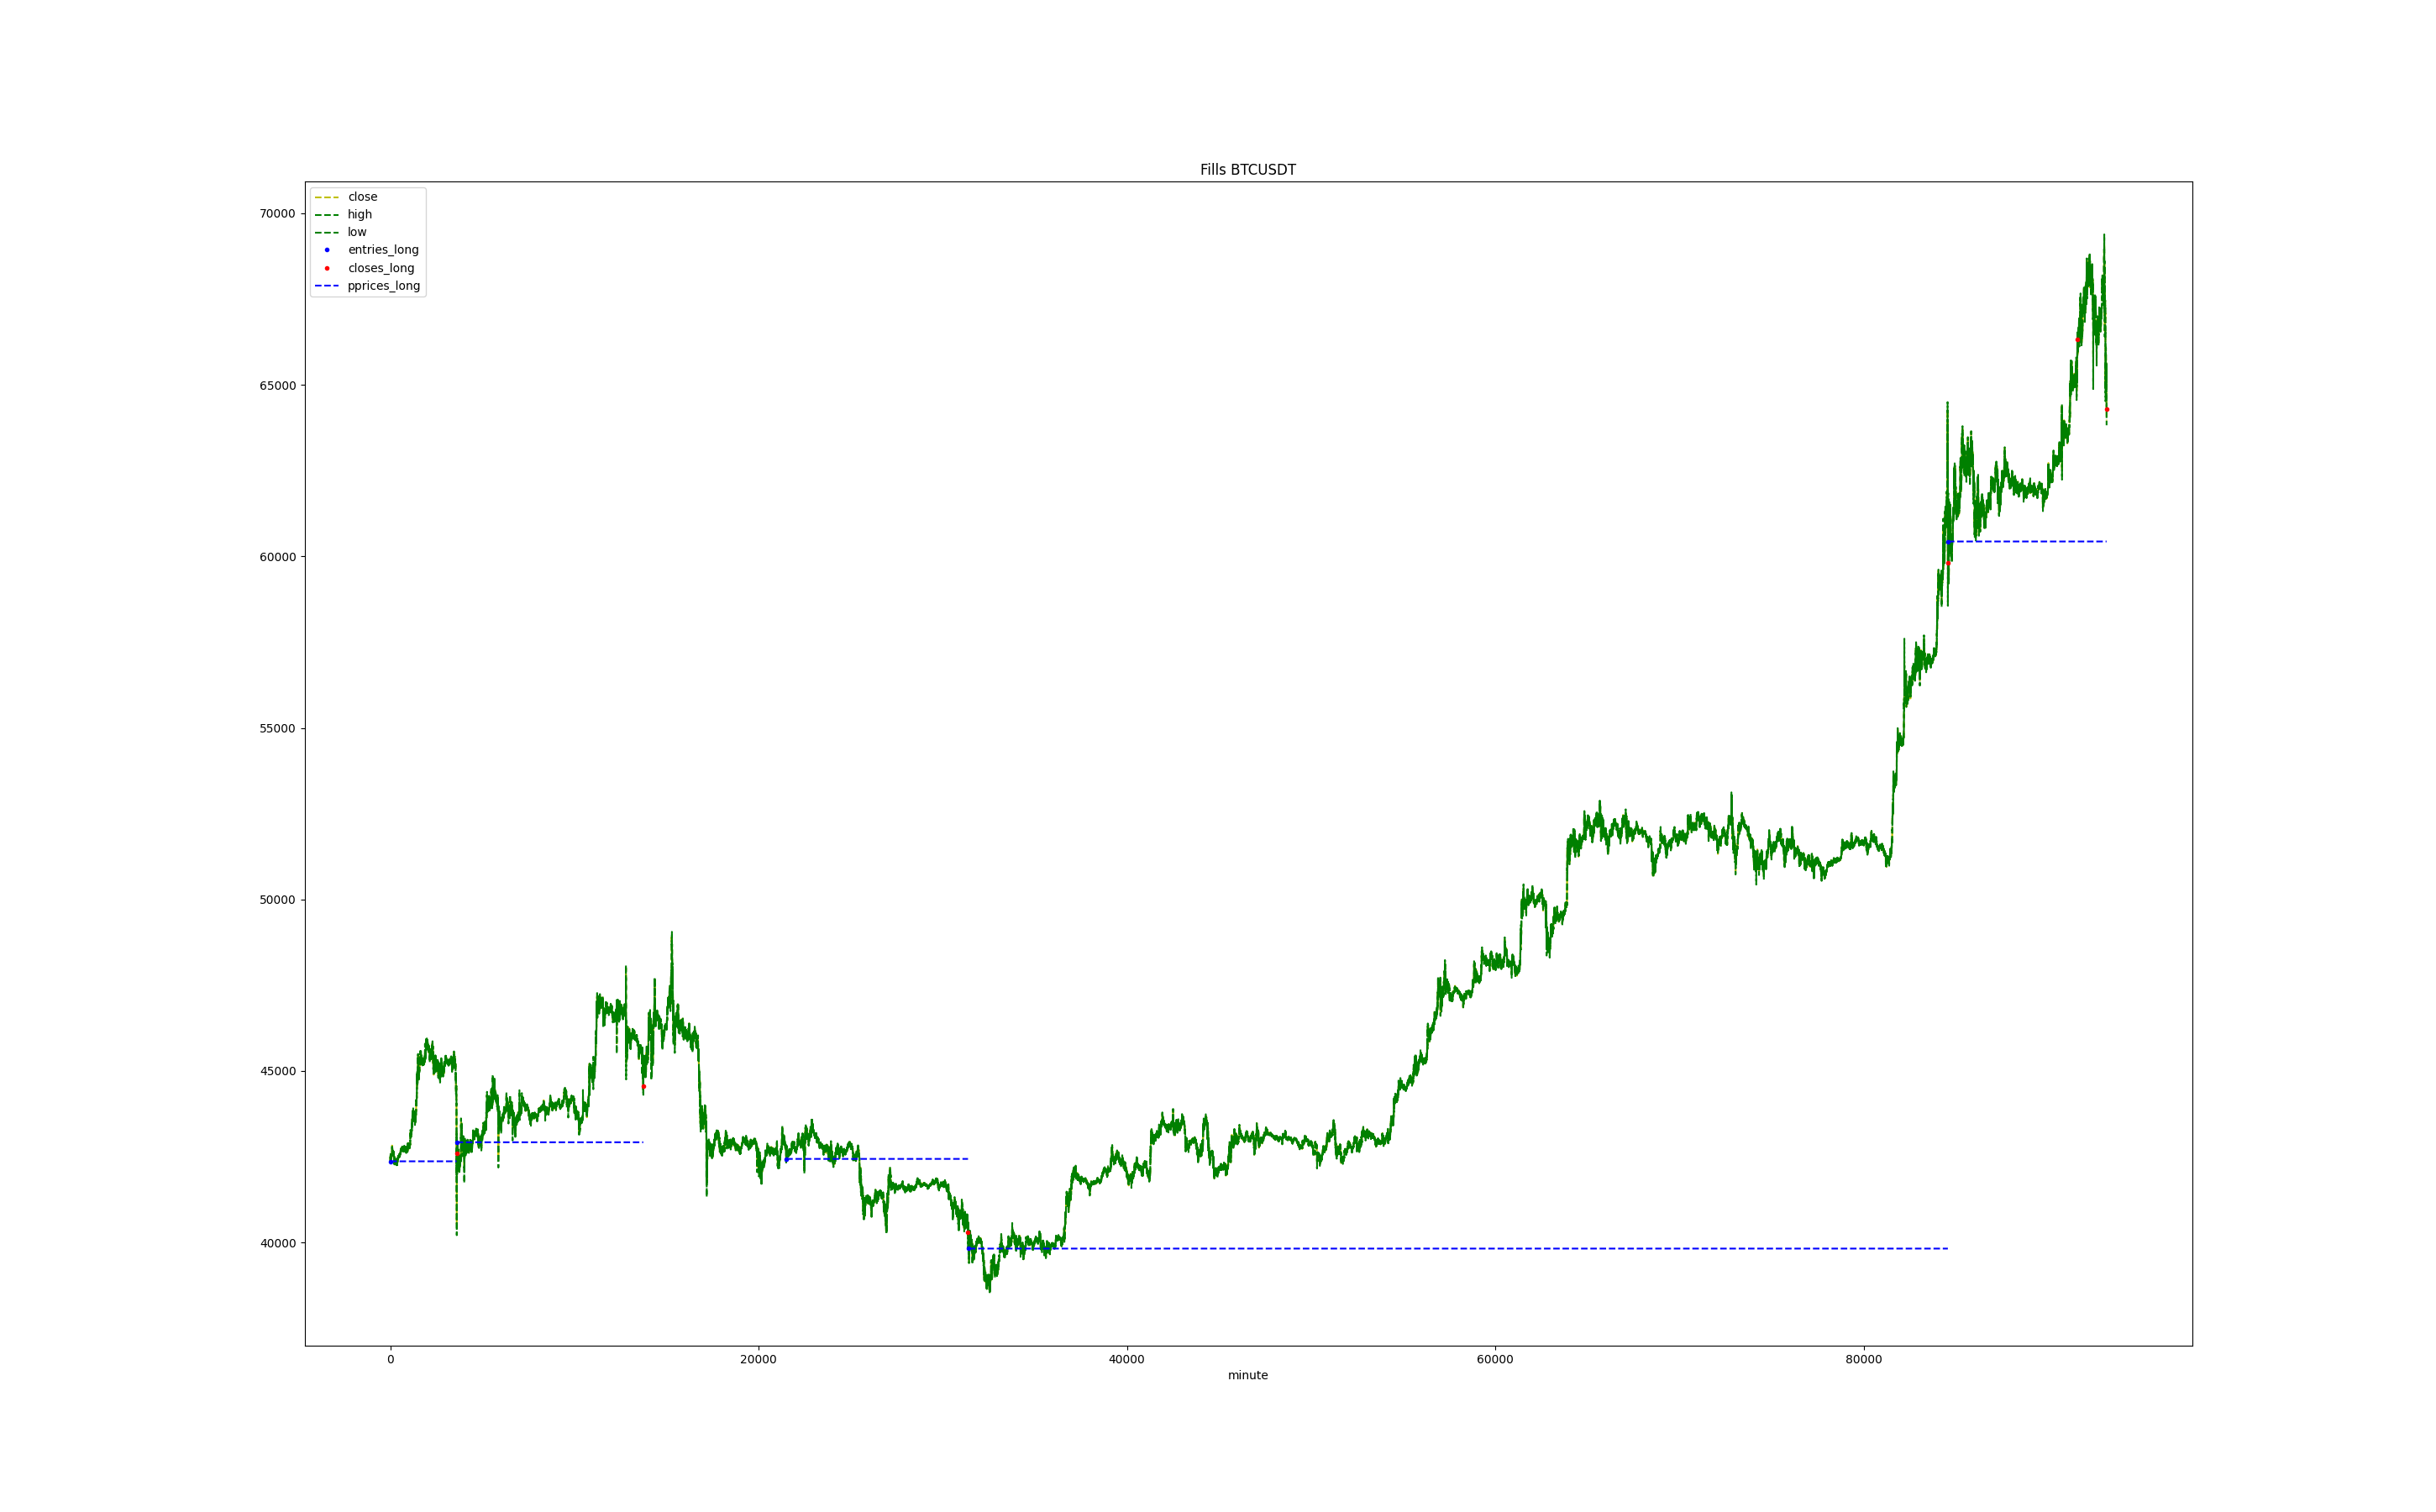 Fills BTCUSDT
close
high
low
entries_long
closes_long
pprices_long
70000
65000
60000
55000
50000
45000
40000
0 20000 40000 60000 80000
minute